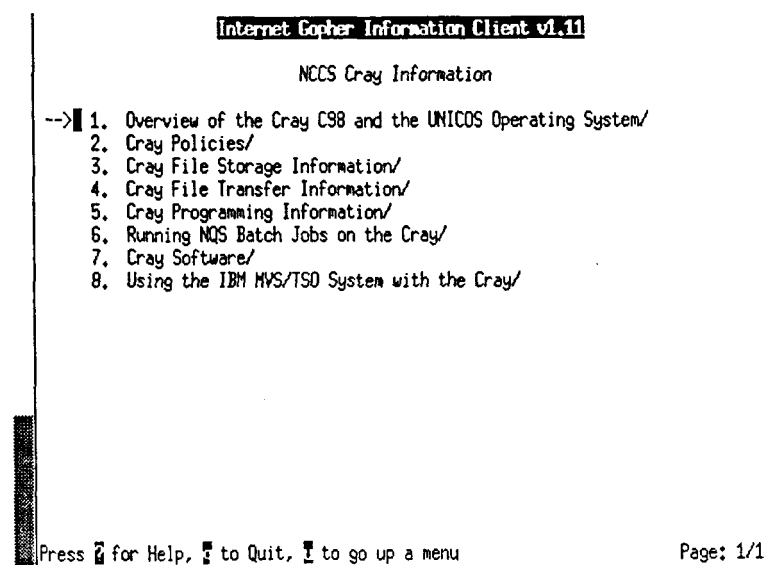 Internet Gopher Information Client v1.11
NCCS Cray Information
--> 1. Overview of the Cray C98 and the UNICOS Operating System/
2. Cray Policies/
3. Cray File Storage Information/
4. Cray File Transfer Information/
5. Cray Programming Information/
6. Running NQS Batch Jobs on the Cray/
7. Cray Software/
8. Using the IBM MVS/TSO System with the Cray/
Press ? for Help, to Quit, to go up a menu Page: 1/1